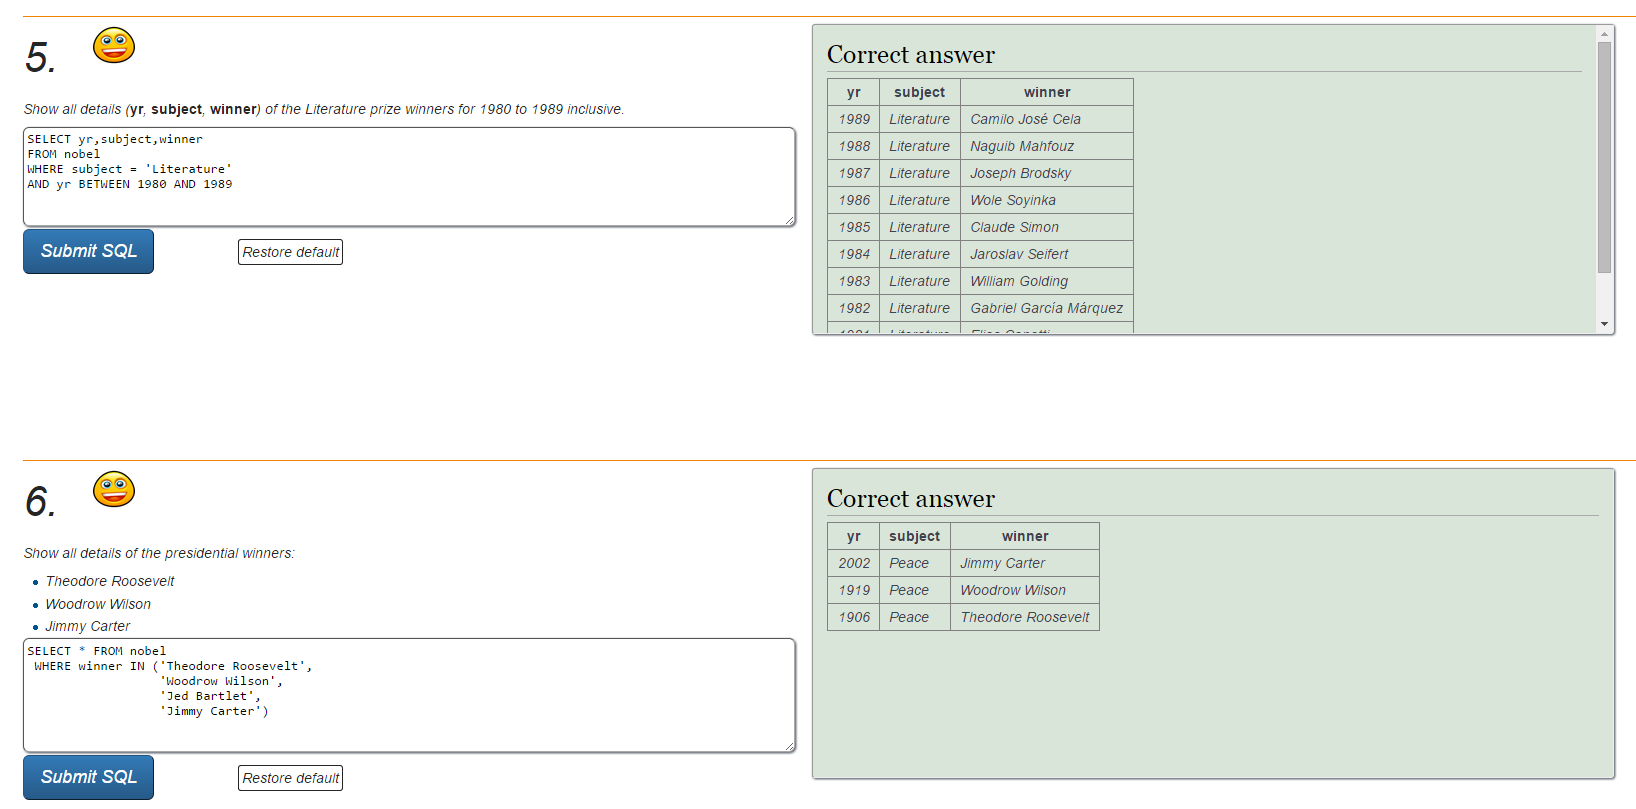 5.
Show all details (yr, subject, winner) of the Literature prize winners for 1980 to 1989 inclusive.
SELECT yr,subject,winner
FROM nobel
WHERE subject = 'Literature'
AND yr BETWEEN 1980 AND 1989
Submit SQL
Restore default
Correct answer
yr subject winner
1989 Literature Camilo José Cela
1988 Literature Naguib Mahfouz
1987 Literature Joseph Brodsky
1986 Literature Wole Soyinka
1985 Literature Claude Simon
1984 Literature Jaroslav Seifert
1983 Literature William Golding
1982 Literature Gabriel García Márquez
6.
Show all details of the presidential winners:
Theodore Roosevelt
Woodrow Wilson
Jimmy Carter
SELECT * FROM nobel
WHERE winner IN ('Theodore Roosevelt',
'Woodrow Wilson',
'Jed Bartlet',
'Jimmy Carter')
Submit SQL
Restore default
Correct answer
yr subject winner
2002 Peace Jimmy Carter
1919 Peace Woodrow Wilson
1906 Peace Theodore Roosevelt